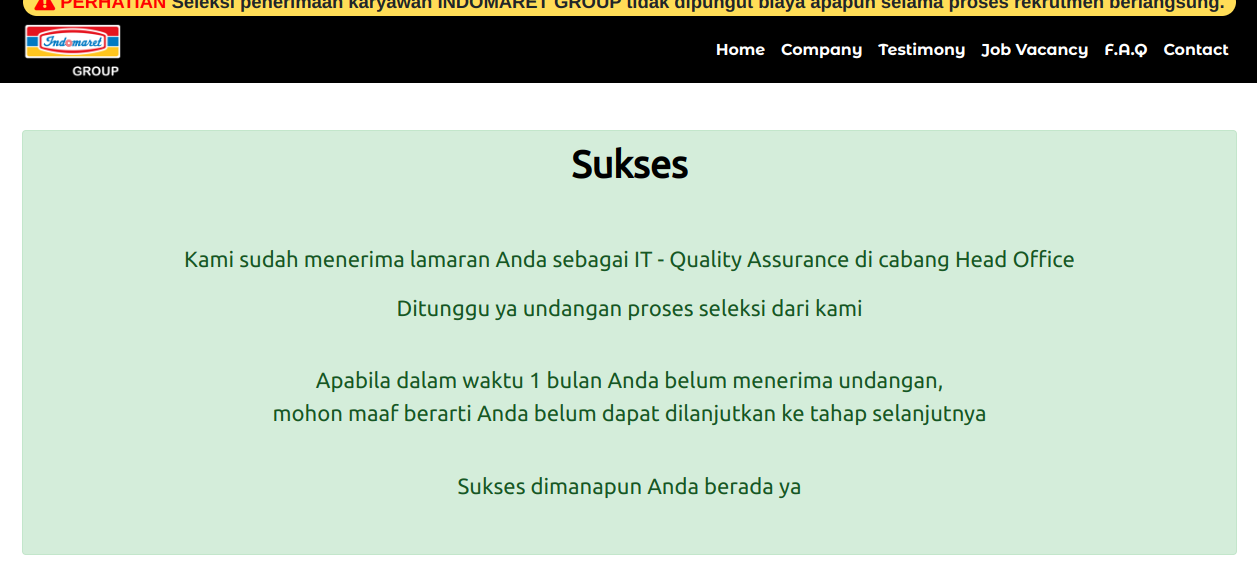 PERHATIAN Seleksi penerimaan karyawan INDOMARET GROUP tidak dipungut biaya apapun selama proses rekrutmen berlangsung.
Indomaret
GROUP
Home Company Testimony Job Vacancy F.A.Q Contact
Sukses
Kami sudah menerima lamaran Anda sebagai IT - Quality Assurance di cabang Head Office
Ditunggu ya undangan proses seleksi dari kami
Apabila dalam waktu 1 bulan Anda belum menerima undangan,
mohon maaf berarti Anda belum dapat dilanjutkan ke tahap selanjutnya
Sukses dimanapun Anda berada ya